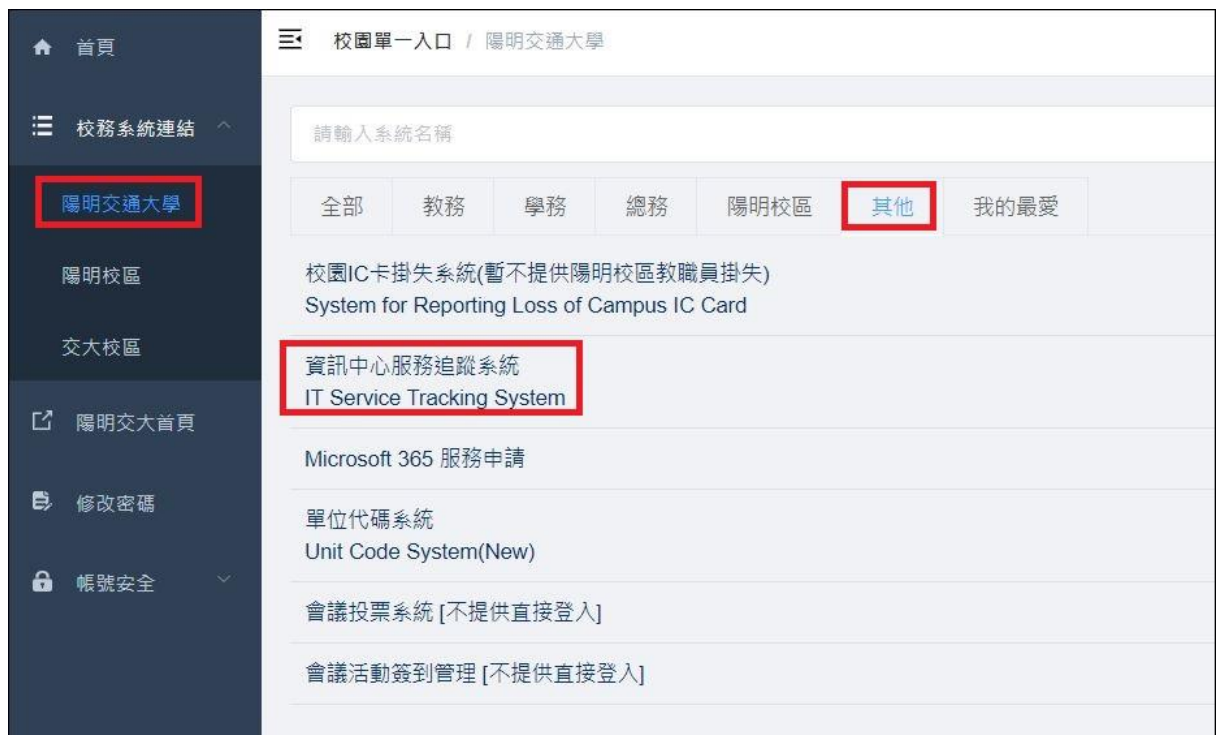 首頁
校務系統連結
陽明交通大學
陽明校區
交大校區
陽明交大首頁
修改密碼
帳號安全
校園單一入口 / 陽明交通大學
請輸入系統名稱
全部 教務 學務 總務 陽明校區 其他 我的最愛
校園IC卡掛失系統(暫不提供陽明校區教職員掛失)
System for Reporting Loss of Campus IC Card
資訊中心服務追蹤系統
IT Service Tracking System
Microsoft 365 服務申請
單位代碼系統
Unit Code System(New)
會議投票系統 [不提供直接登入]
會議活動簽到管理 [不提供直接登入]